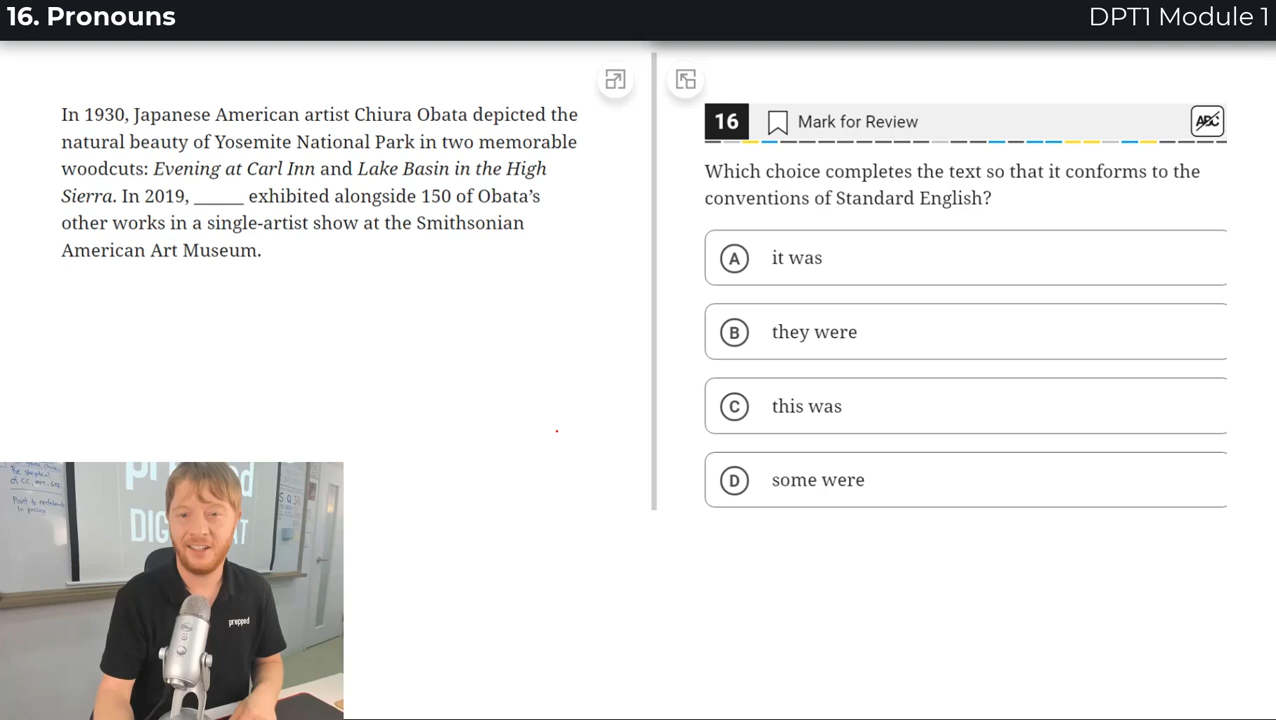 16. Pronouns
DPT1 Module 1
In 1930, Japanese American artist Chiura Obata depicted the
natural beauty of Yosemite National Park in two memorable
woodcuts: Evening at Carl Inn and Lake Basin in the High
Sierra. In 2019, _____ exhibited alongside 150 of Obata’s
other works in a single-artist show at the Smithsonian
American Art Museum.
16 Mark for Review ABC
Which choice completes the text so that it conforms to the
conventions of Standard English?
A it was
B they were
C this was
D some were
prepped